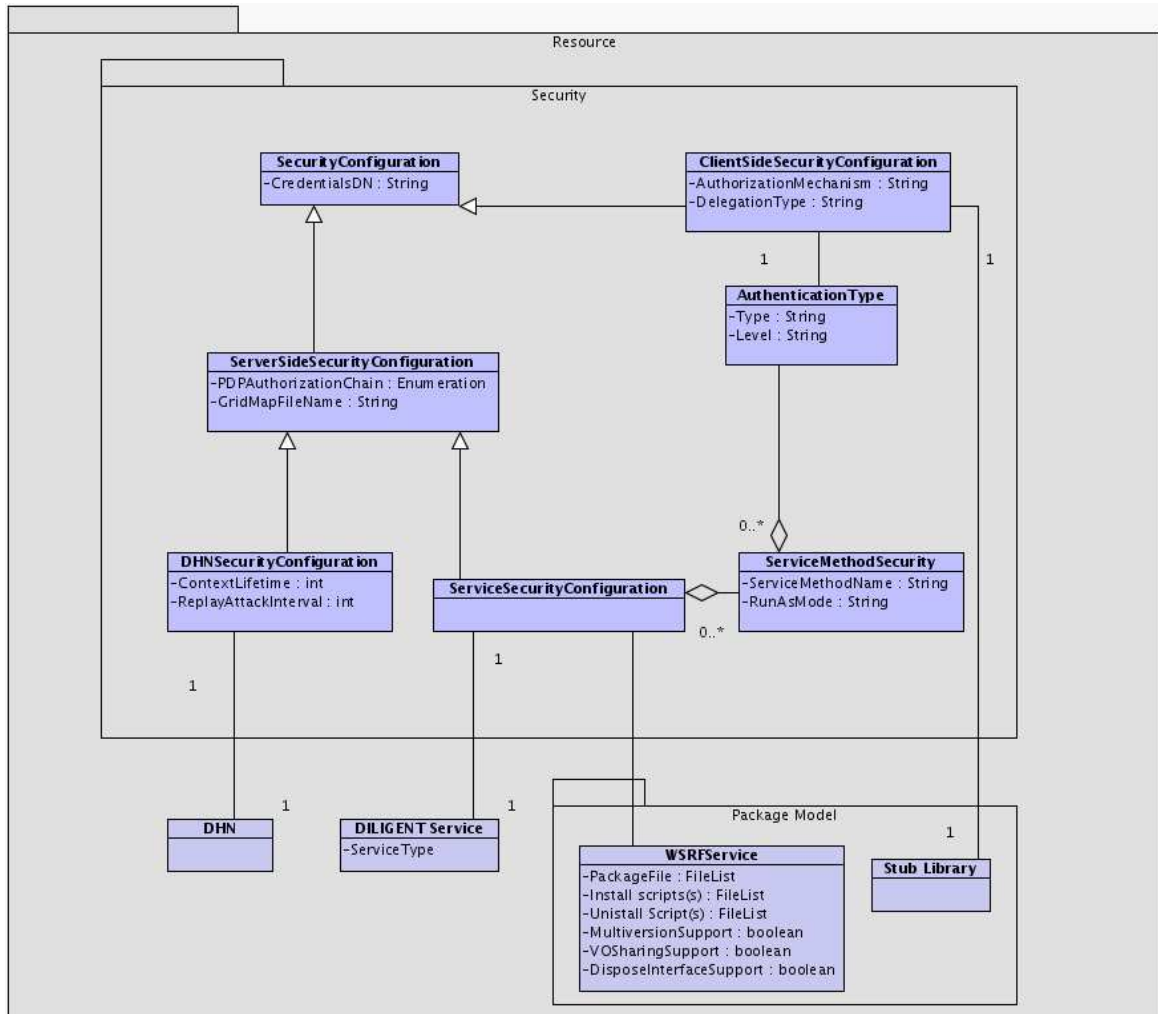 Resource
Security
SecurityConfiguration
-CredentialsDN : String
ClientSideSecurityConfiguration
-AuthorizationMechanism : String
-DelegationType : String
1
1
AuthenticationType
-Type : String
-Level : String
ServerSideSecurityConfiguration
-PDPAuthorizationChain : Enumeration
-GridMapFileName : String
0..*
DHNSecurityConfiguration
-ContextLifetime : int
-ReplayAttackInterval : int
ServiceSecurityConfiguration
ServiceMethodSecurity
-ServiceMethodName : String
-RunAsMode : String
0..*
1
1
1
1
DHN
DILIGENT Service
-ServiceType
Package Model
1
WSRFService
-PackageFile : FileList
-Install scripts(s) : FileList
-Unistall Script(s) : FileList
-MultiversionSupport : boolean
-VOSharingSupport : boolean
-DisposeInterfaceSupport : boolean
Stub Library